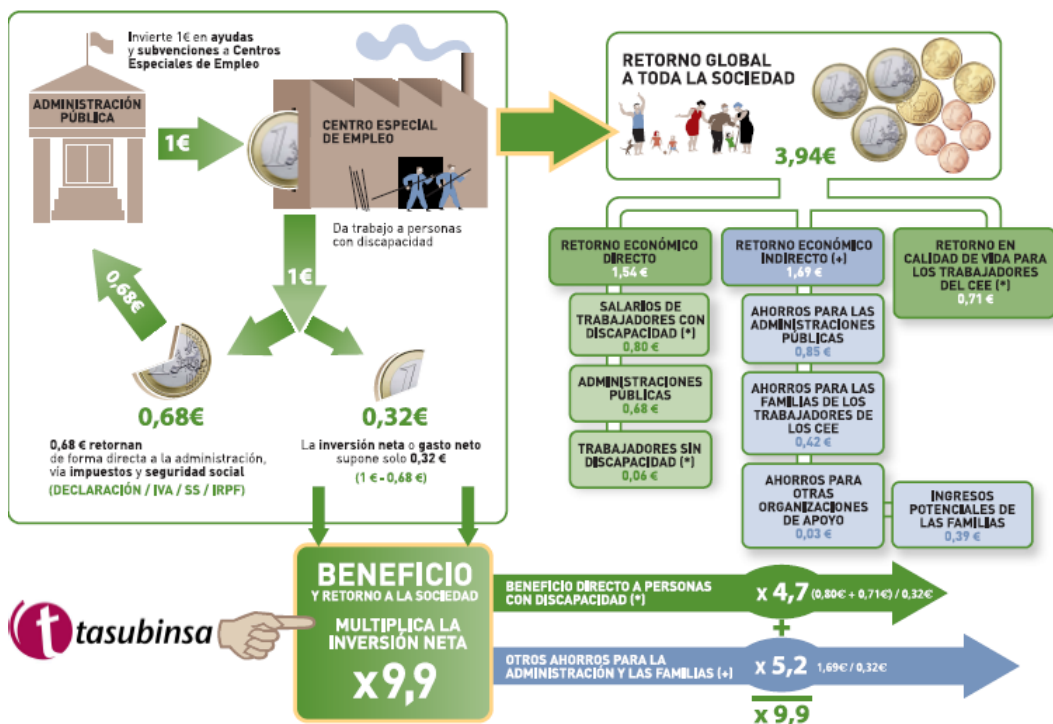 Invierte 1€ en ayudas
y subvenciones a Centros
Especiales de Empleo
ADMINISTRACIÓN
PÚBLICA
1€
CENTRO ESPECIAL
DE EMPLEO
Da trabajo a personas
con discapacidad
1€
0,68€
0,68€
0,68 € retornan
de forma directa a la administración,
vía impuestos y seguridad social
(DECLARACIÓN / IVA / SS / IRPF)
0,32€
La inversión neta o gasto neto
supone solo 0,32 €
(1 € - 0,68 €)
RETORNO GLOBAL
A TODA LA SOCIEDAD
3,94€
RETORNO ECONÓMICO
DIRECTO
1,54 €
SALARIOS DE
TRABAJADORES CON
DISCAPACIDAD (*)
0,80 €
ADMINISTRACIONES
PÚBLICAS
0,68 €
TRABAJADORES SIN
DISCAPACIDAD (*)
0,06 €
RETORNO ECONÓMICO
INDIRECTO (+)
1,69 €
AHORROS PARA LAS
ADMINISTRACIONES
PÚBLICAS
0,85 €
AHORROS PARA LAS
FAMILIAS DE LOS
TRABAJADORES DE
LOS CEE
0,42 €
AHORROS PARA
OTRAS
ORGANIZACIONES
DE APOYO
0,03 €
INGRESOS
POTENCIALES DE
LAS FAMILIAS
0,39 €
RETORNO EN
CALIDAD DE VIDA PARA
LOS TRABAJADORES
DEL CEE (*)
0,71 €
tasubinsa
BENEFICIO
Y RETORNO A LA SOCIEDAD
MULTIPLICA LA
INVERSIÓN NETA
x 9,9
BENEFICIO DIRECTO A PERSONAS
CON DISCAPACIDAD (*)
x 4,7 (0,80€ + 0,71€) / 0,32€
+
OTROS AHORROS PARA LA
ADMINISTRACIÓN Y LAS FAMILIAS (+)
x 5,2 1,69€ / 0,32€
x 9,9